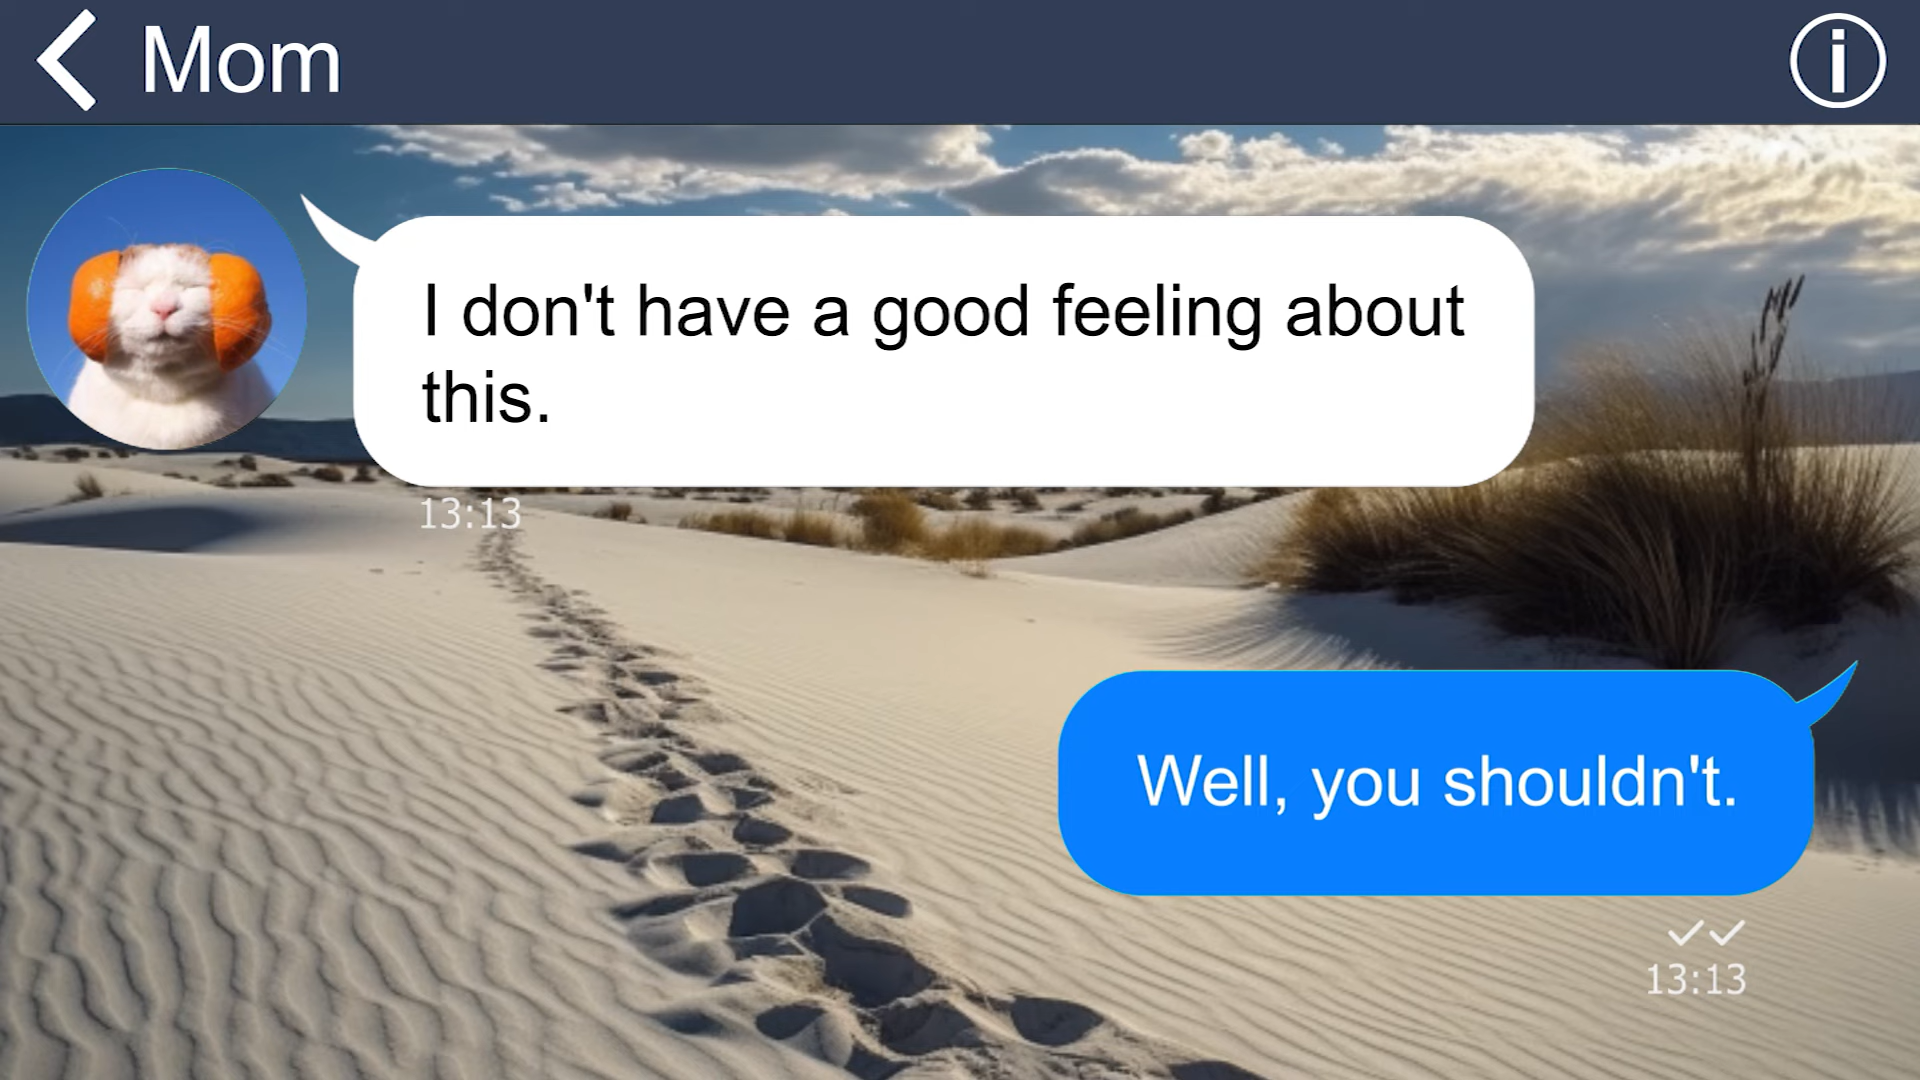 Mom
I don't have a good feeling about
this.
13:13
Well, you shouldn't.
13:13